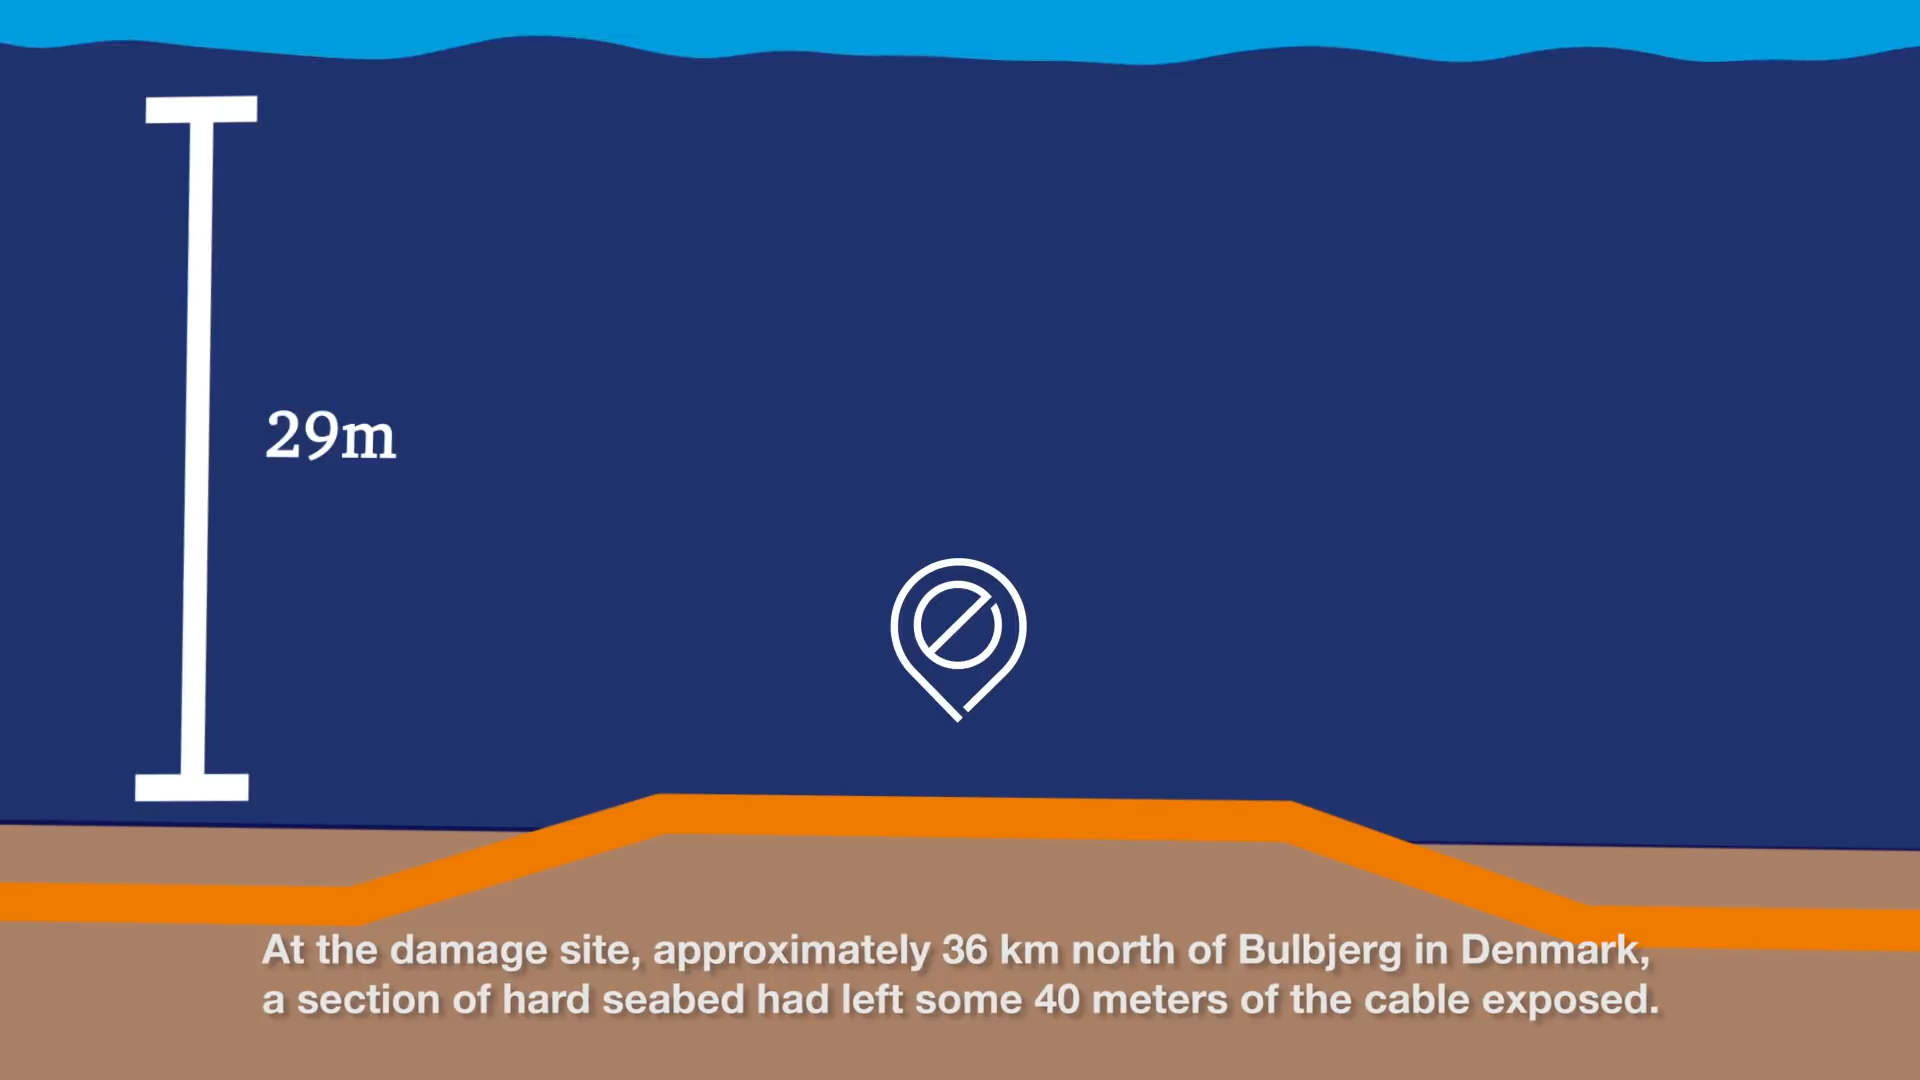 29m
At the damage site, approximately 36 km north of Bulbjerg in Denmark,
a section of hard seabed had left some 40 meters of the cable exposed.